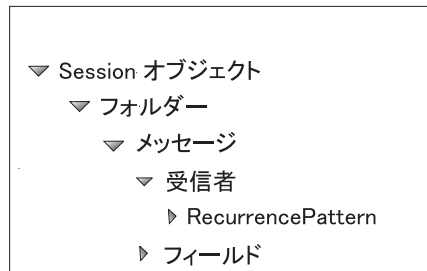 Session オブジェクト
フォルダー
メッセージ
受信者
RecurrencePattern
フィールド